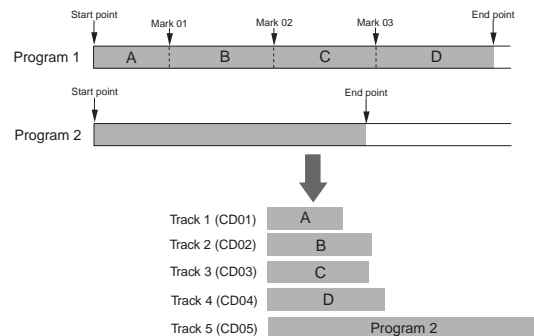 Start point
Mark 01
Mark 02
Mark 03
End point
Program 1
A
B
C
D
Start point
End point
Program 2
Track 1 (CD01)
A
Track 2 (CD02)
B
Track 3 (CD03)
C
Track 4 (CD04)
D
Track 5 (CD05)
Program 2